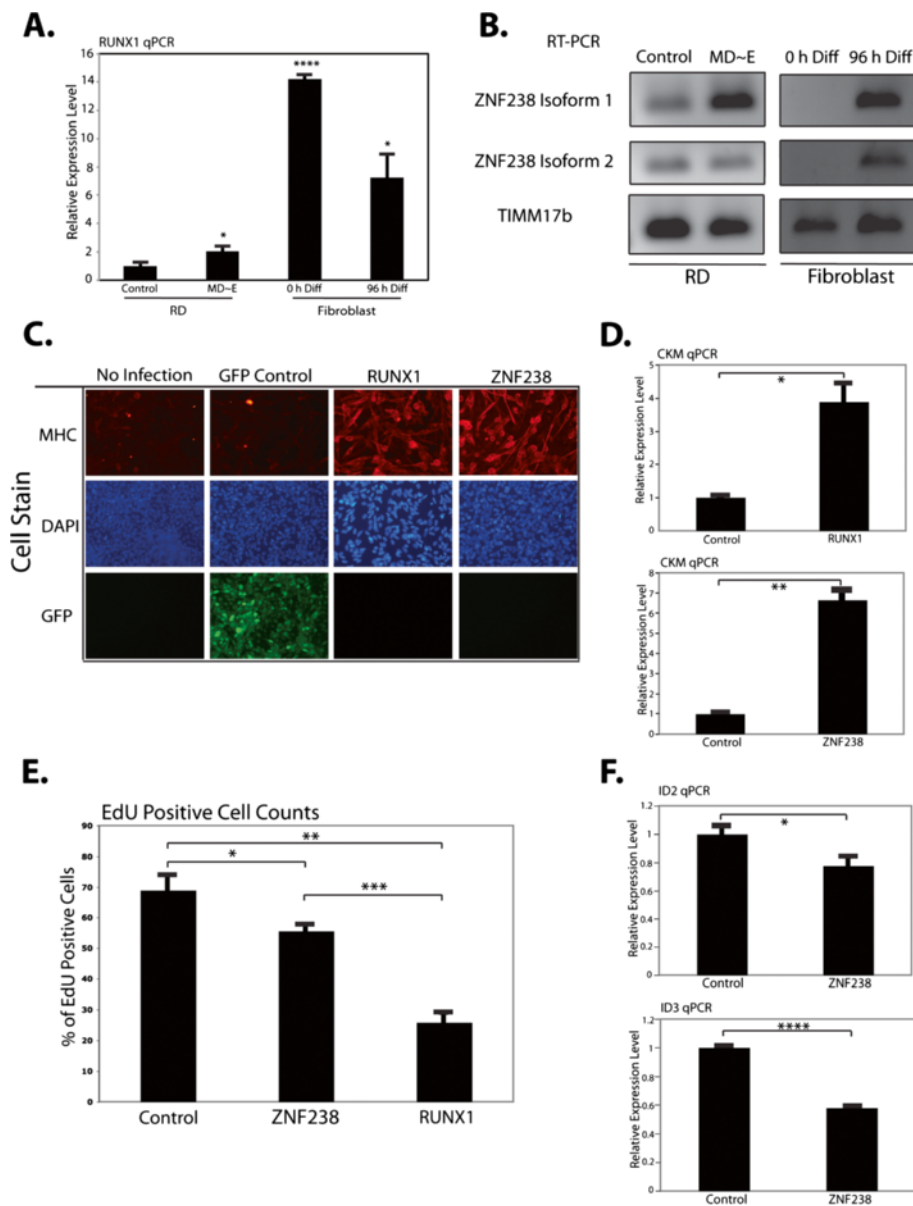 A.
RUNX1 qPCR
Relative Expression Level
16
14
12
10
8
6
4
2
0
*
****
*
Control
MD~E
0 h Diff
96 h Diff
RD
Fibroblast
B.
RT-PCR
Control
MD~E
0 h Diff
96 h Diff
ZNF238 Isoform 1
ZNF238 Isoform 2
TIMM17b
RD
Fibroblast
C.
No Infection
GFP Control
RUNX1
ZNF238
Cell Stain
MHC
DAPI
GFP
D.
CKM qPCR
Relative Expression Level
5
4
3
2
1
0
*
Control
RUNX1
CKM qPCR
Relative Expression Level
7
6
5
4
3
2
1
0
**
Control
ZNF238
E.
EdU Positive Cell Counts
% of EdU Positive Cells
90
80
70
60
50
40
30
20
10
0
**
*
***
Control
ZNF238
RUNX1
F.
ID2 qPCR
Relative Expression Level
1.2
1
0.8
0.6
0.4
0.2
0
*
Control
ZNF238
ID3 qPCR
Relative Expression Level
1.2
1
0.8
0.6
0.4
0.2
0
****
Control
ZNF238